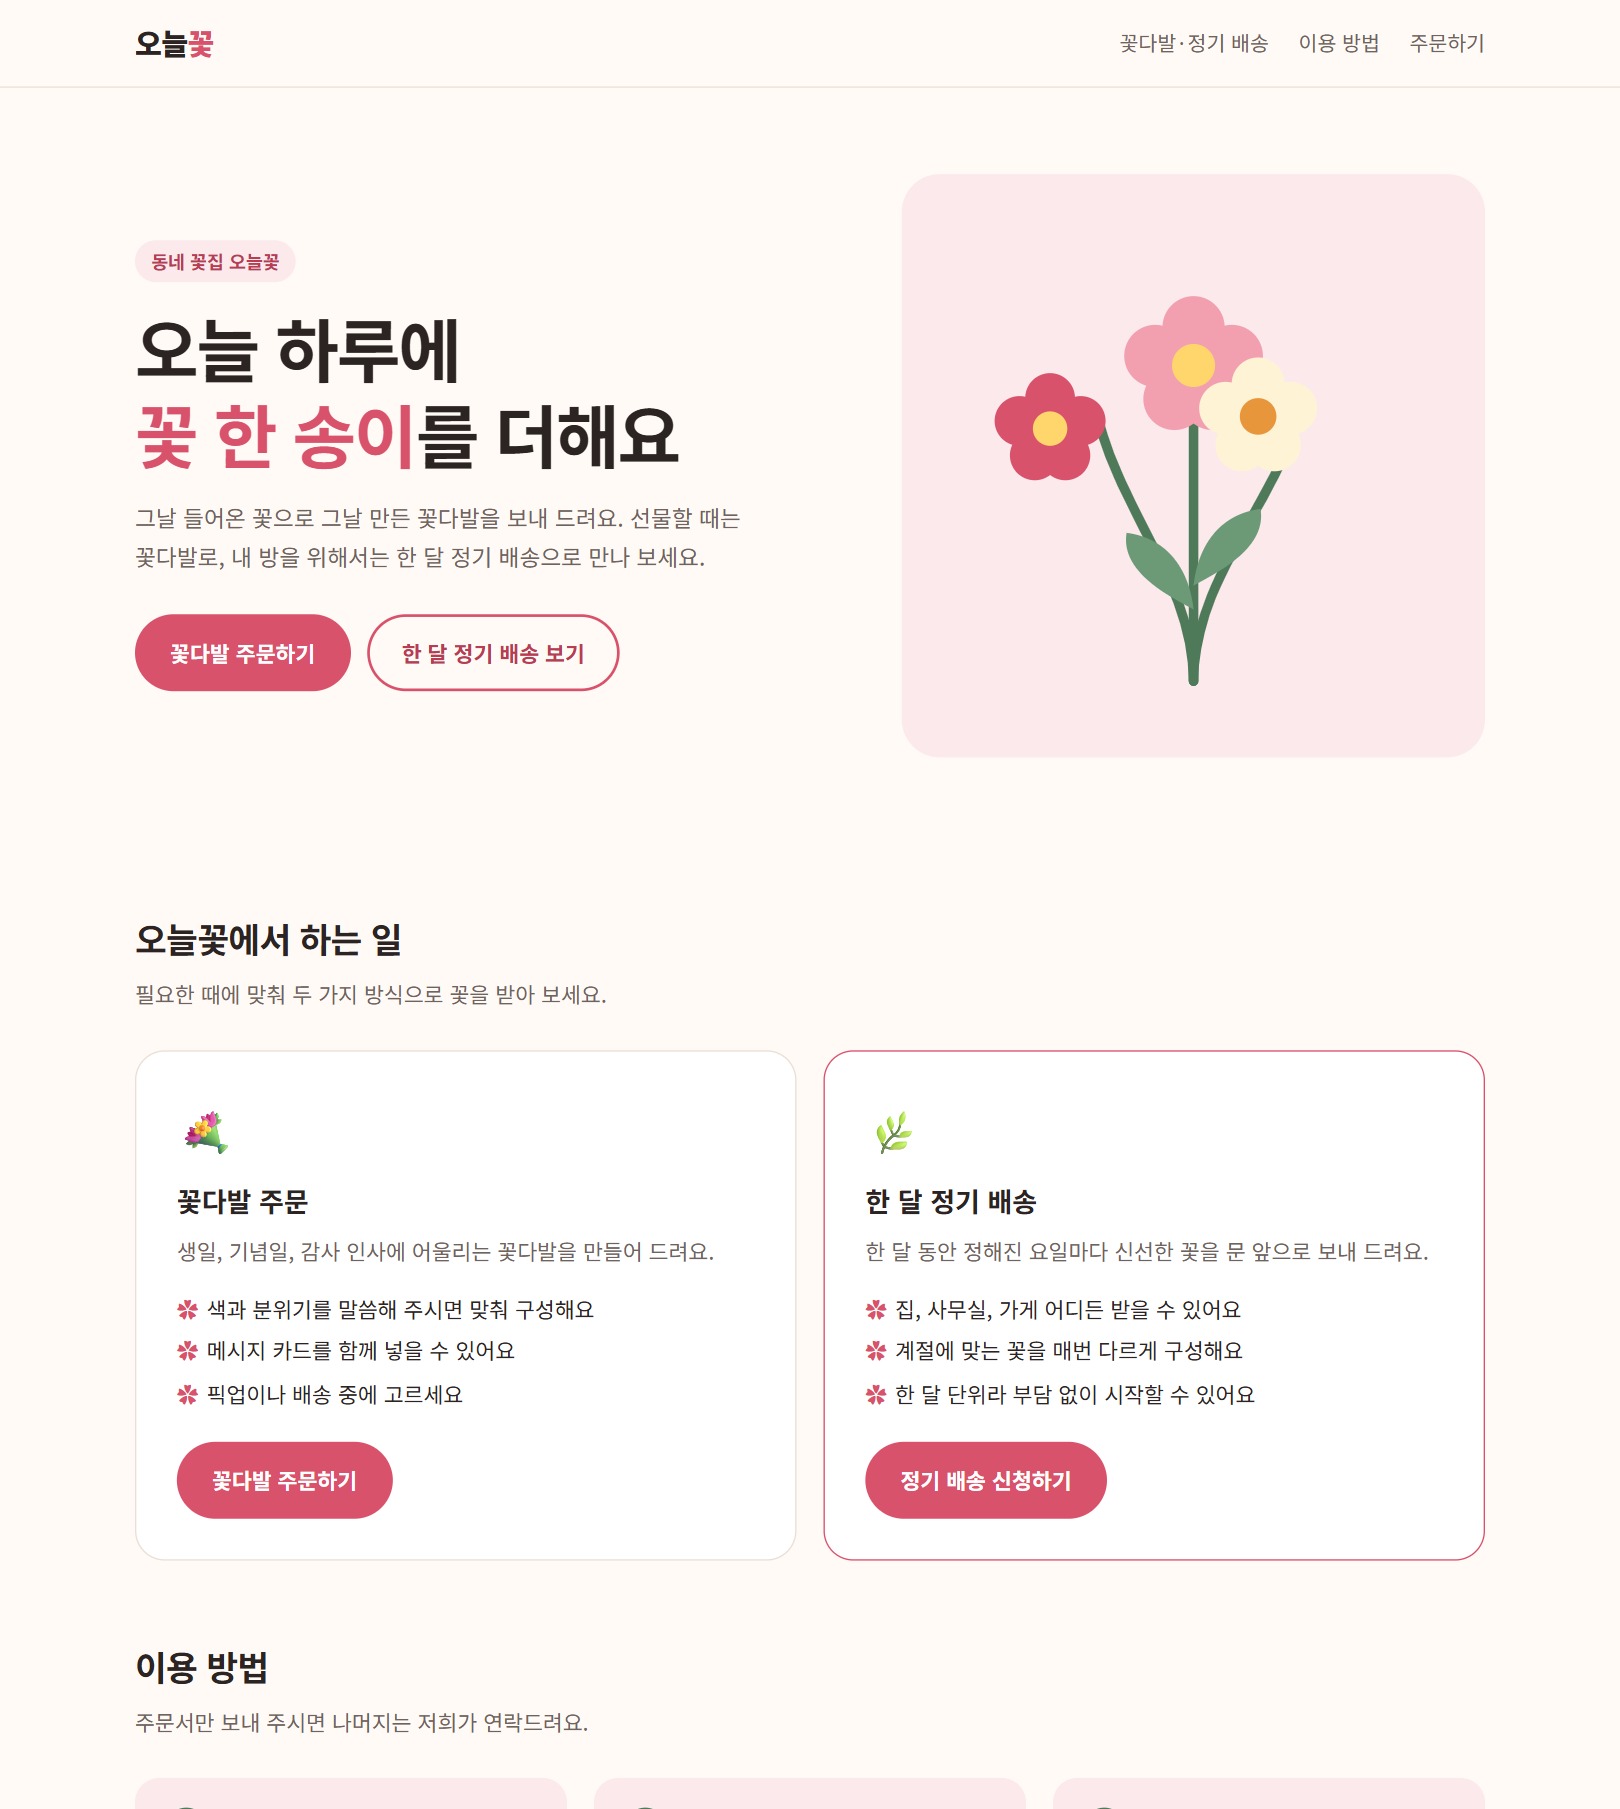 오늘꽃
꽃다발·정기 배송
이용 방법
주문하기
동네 꽃집 오늘꽃
오늘 하루에
꽃 한 송이를 더해요
그날 들어온 꽃으로 그날 만든 꽃다발을 보내 드려요. 선물할 때는
꽃다발로, 내 방을 위해서는 한 달 정기 배송으로 만나 보세요.
꽃다발 주문하기
한 달 정기 배송 보기
오늘꽃에서 하는 일
필요한 때에 맞춰 두 가지 방식으로 꽃을 받아 보세요.
꽃다발 주문
생일, 기념일, 감사 인사에 어울리는 꽃다발을 만들어 드려요.
색과 분위기를 말씀해 주시면 맞춰 구성해요
메시지 카드를 함께 넣을 수 있어요
픽업이나 배송 중에 고르세요
꽃다발 주문하기
한 달 정기 배송
한 달 동안 정해진 요일마다 신선한 꽃을 문 앞으로 보내 드려요.
집, 사무실, 가게 어디든 받을 수 있어요
계절에 맞는 꽃을 매번 다르게 구성해요
한 달 단위라 부담 없이 시작할 수 있어요
정기 배송 신청하기
이용 방법
주문서만 보내 주시면 나머지는 저희가 연락드려요.